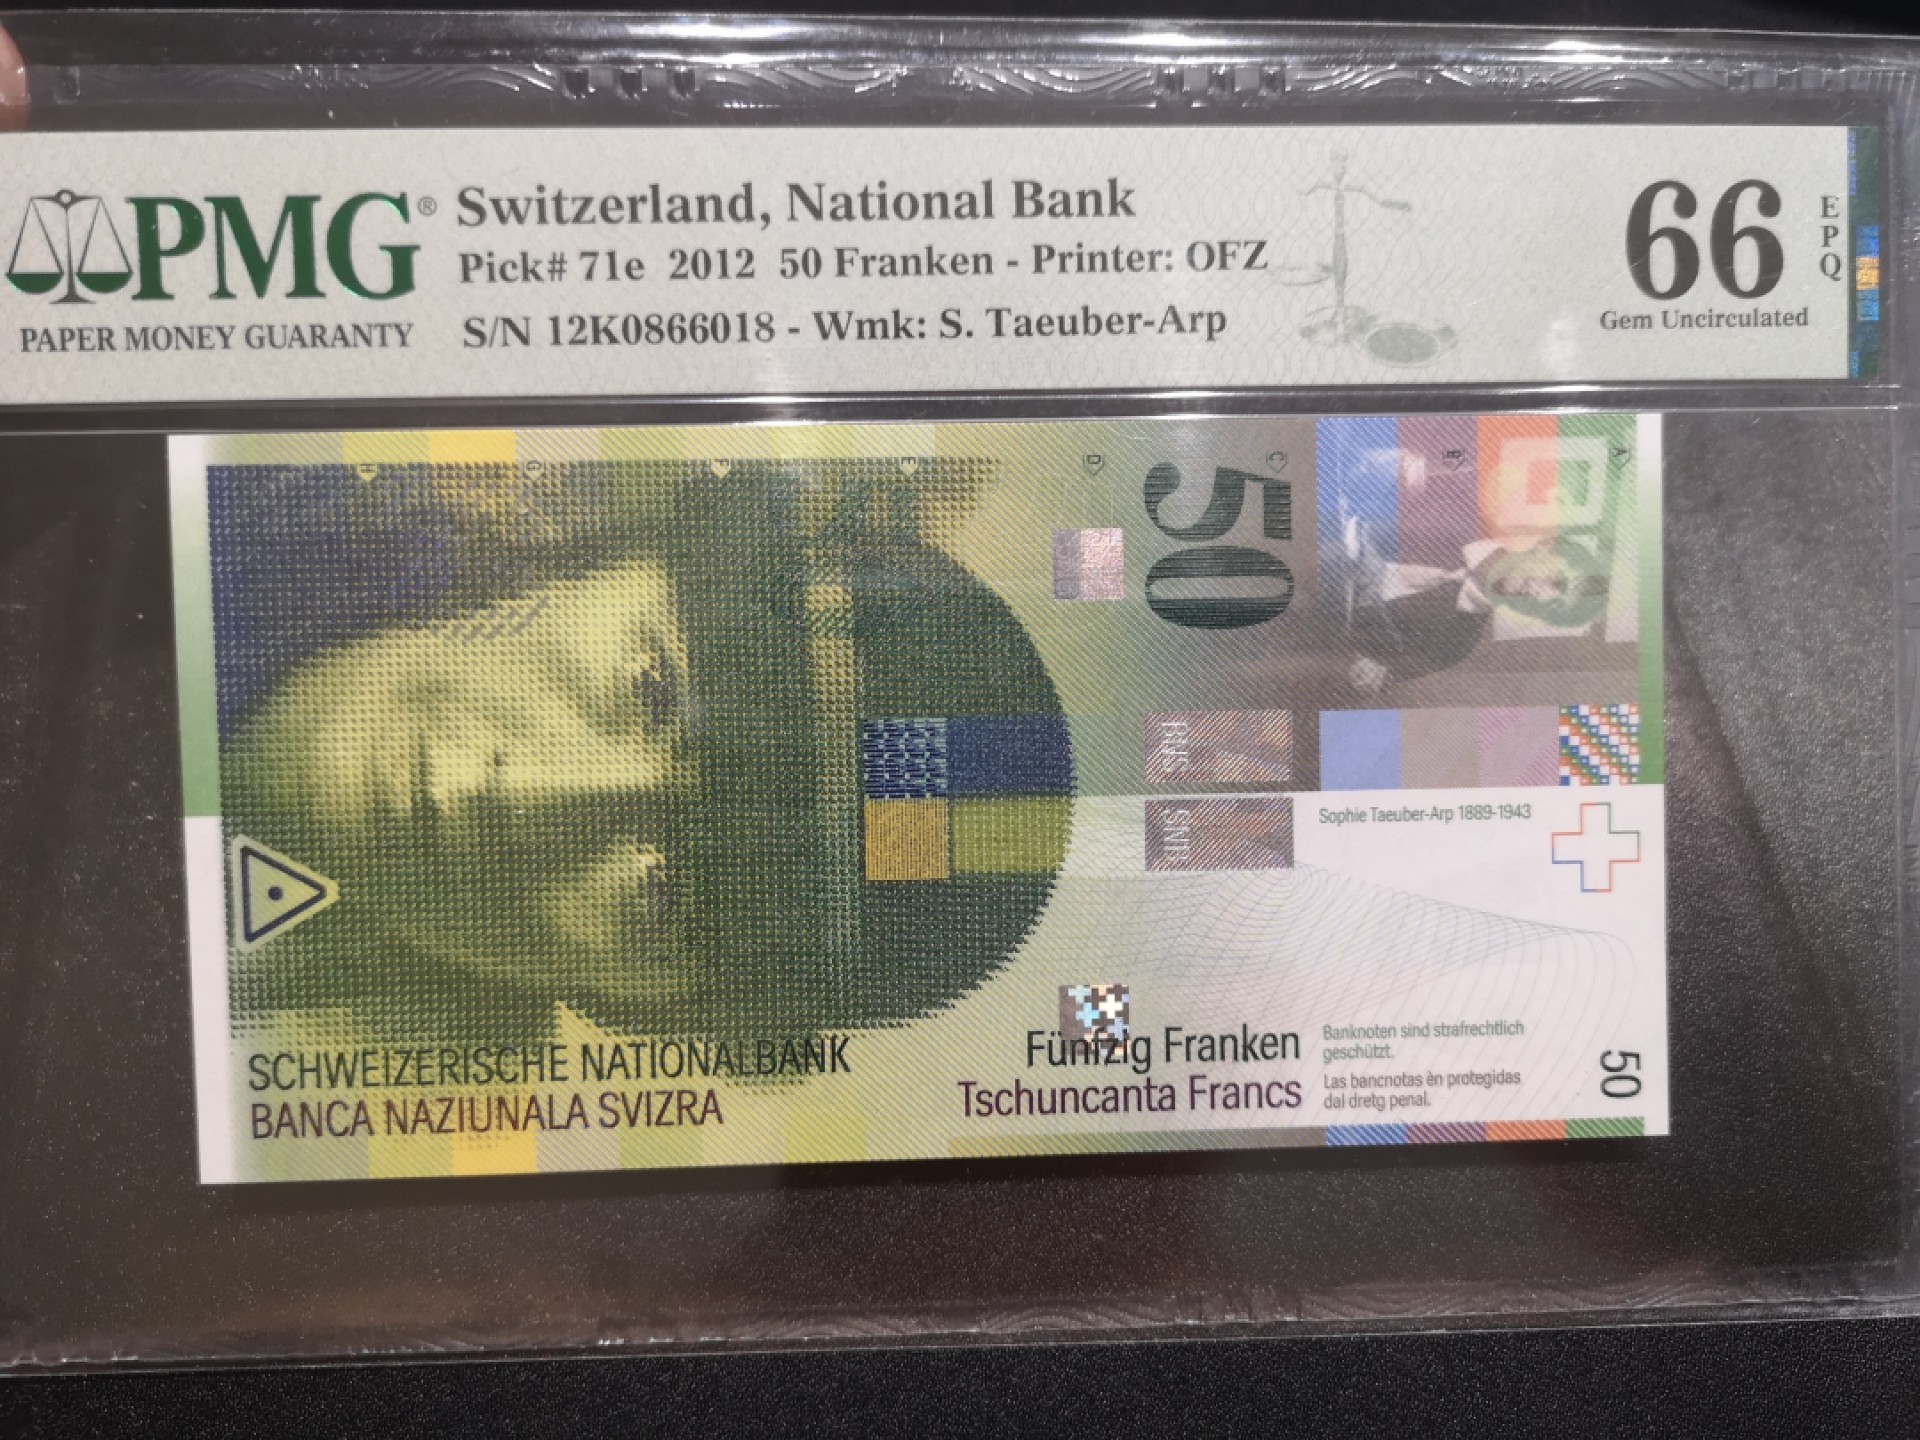 PMG®
PAPER MONEY GUARANTY
Switzerland, National Bank
Pick# 71e 2012 50 Franken - Printer: OFZ
S/N 12K0866018 - Wmk: S. Taeuber-Arp
66
EPQ
Gem Uncirculated
H G F E D C B A
50
SNB
Sophie Taeuber-Arp 1889-1943
SCHWEIZERISCHE NATIONALBANK
BANCA NAZIUNALA SVIZRA
Fünfzig Franken
Tschuncanta Francs
Banknoten sind strafrechtlich
geschützt.
Las bancnotas èn protegidas
dal dretg penal.
50